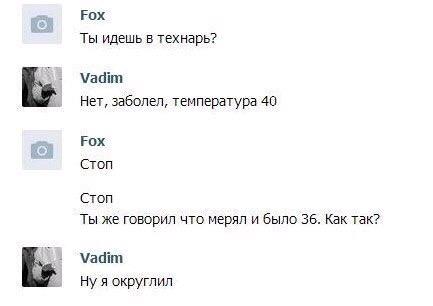 Fox
Ты идешь в технарь?
Vadim
Нет, заболел, температура 40
Fox
Стоп
Стоп
Ты же говорил что мерял и было 36. Как так?
Vadim
Ну я округлил